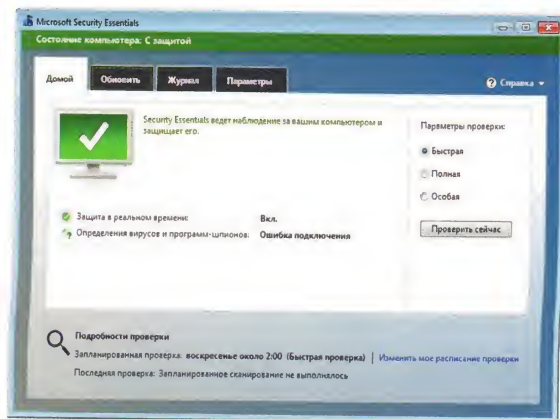 Microsoft Security Essentials
Состояние компьютера: С защитой
Домой
Обновить
Журнал
Параметры
Справка
Security Essentials ведет наблюдение за вашим компьютером и
защищает его.
Защита в реальном времени: Вкл.
Определения вирусов и программ-шпионов: Ошибка подключения
Параметры проверки:
Быстрая
Полная
Особая
Проверить сейчас
Подробности проверки
Запланированная проверка: воскресенье около 2:00 (Быстрая проверка) | Изменить мое расписание проверки
Последняя проверка: Запланированное сканирование не выполнялось